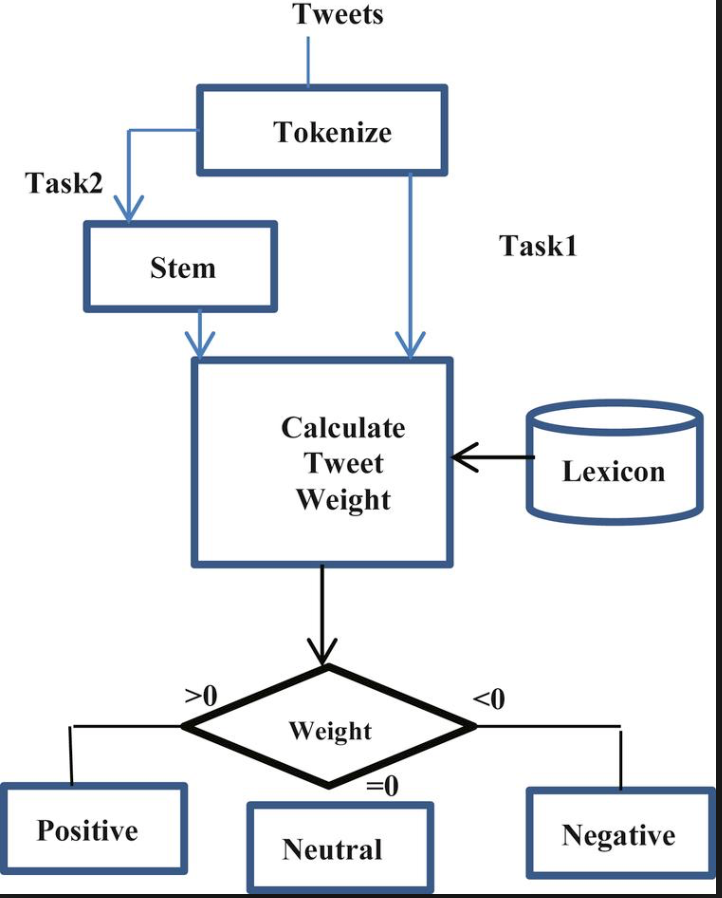 Tweets
Tokenize
Task2
Task1
Stem
Calculate
Tweet
Weight
Lexicon
>0
<0
Weight
=0
Positive
Neutral
Negative